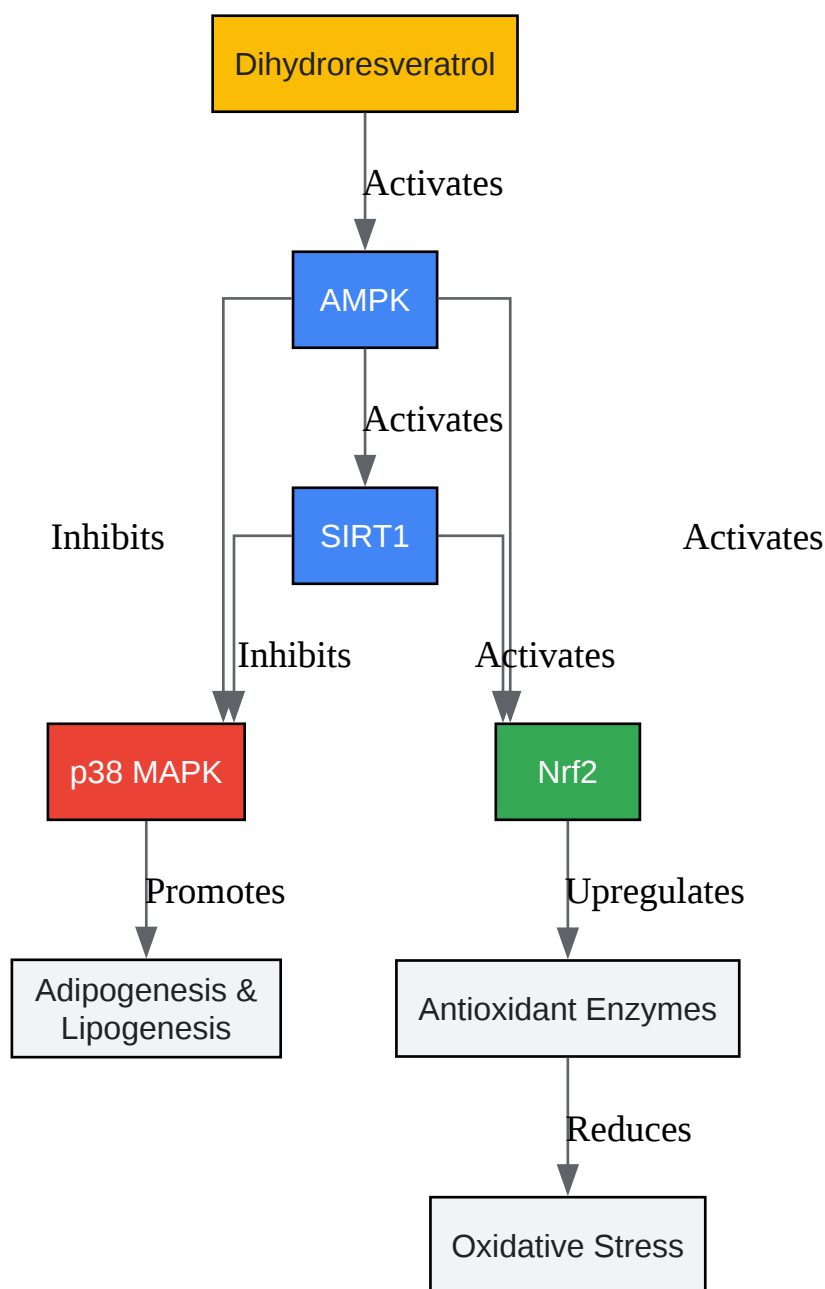 Dihydroresveratrol
Activates
AMPK
Activates
Inhibits
SIRT1
Activates
Inhibits
Activates
p38 MAPK
Nrf2
Promotes
Upregulates
Adipogenesis &
Lipogenesis
Antioxidant Enzymes
Reduces
Oxidative Stress